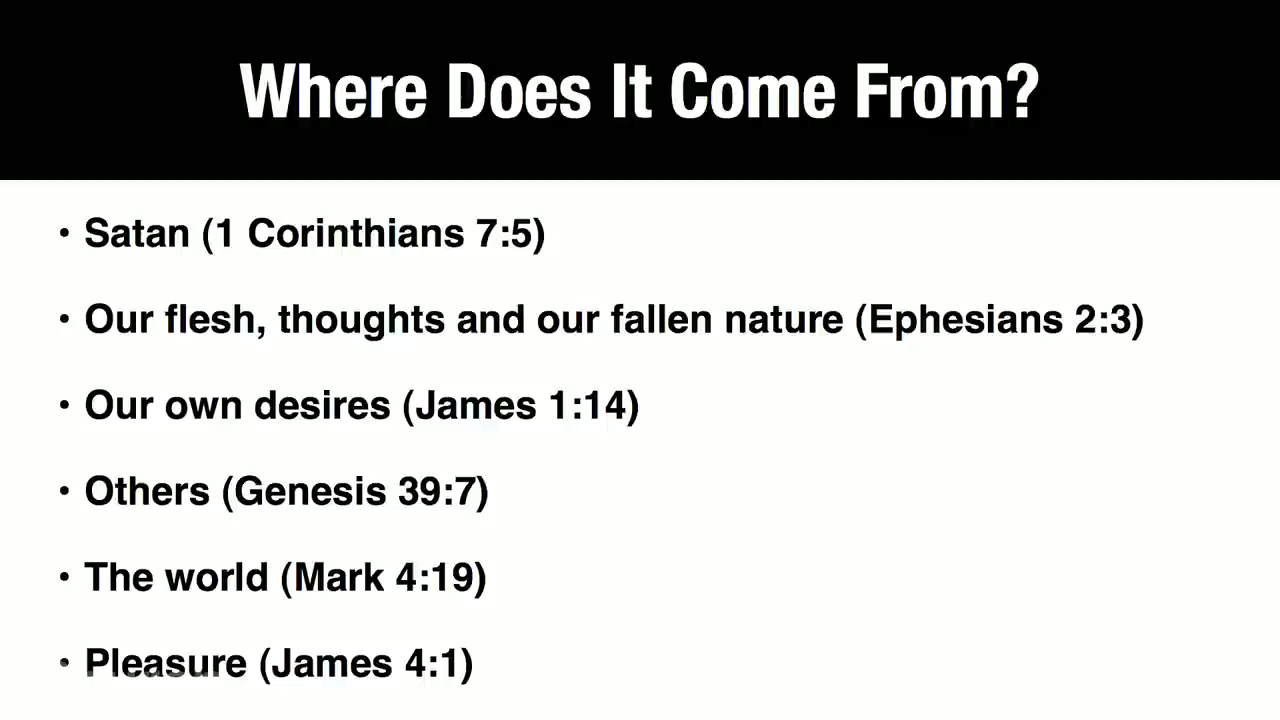 Where Does It Come From?
• Satan (1 Corinthians 7:5)
• Our flesh, thoughts and our fallen nature (Ephesians 2:3)
• Our own desires (James 1:14)
• Others (Genesis 39:7)
• The world (Mark 4:19)
• Pleasure (James 4:1)